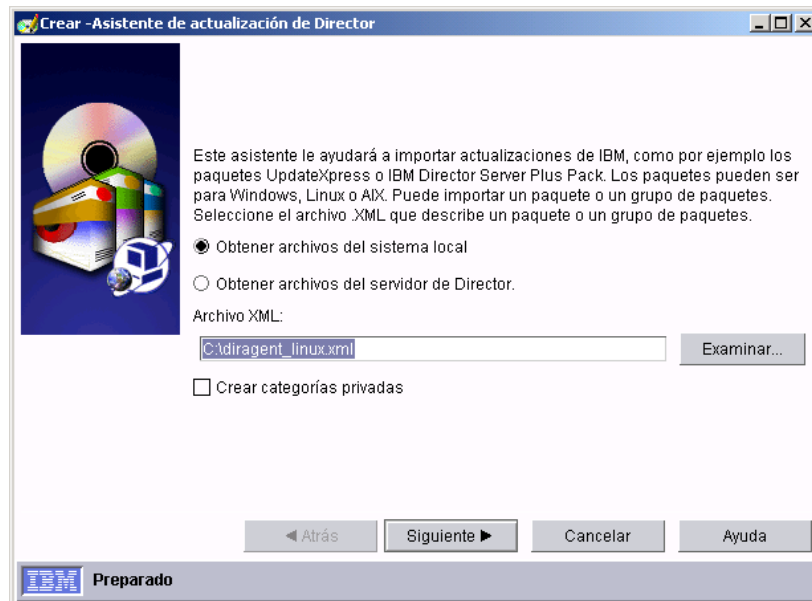 Crear -Asistente de actualización de Director
Este asistente le ayudará a importar actualizaciones de IBM, como por ejemplo los
paquetes UpdateXpress o IBM Director Server Plus Pack. Los paquetes pueden ser
para Windows, Linux o AIX. Puede importar un paquete o un grupo de paquetes.
Seleccione el archivo .XML que describe un paquete o un grupo de paquetes.
Obtener archivos del sistema local
Obtener archivos del servidor de Director.
Archivo XML:
C:\diragent_linux.xml
Examinar...
Crear categorías privadas
Atrás
Siguiente
Cancelar
Ayuda
IBM
Preparado